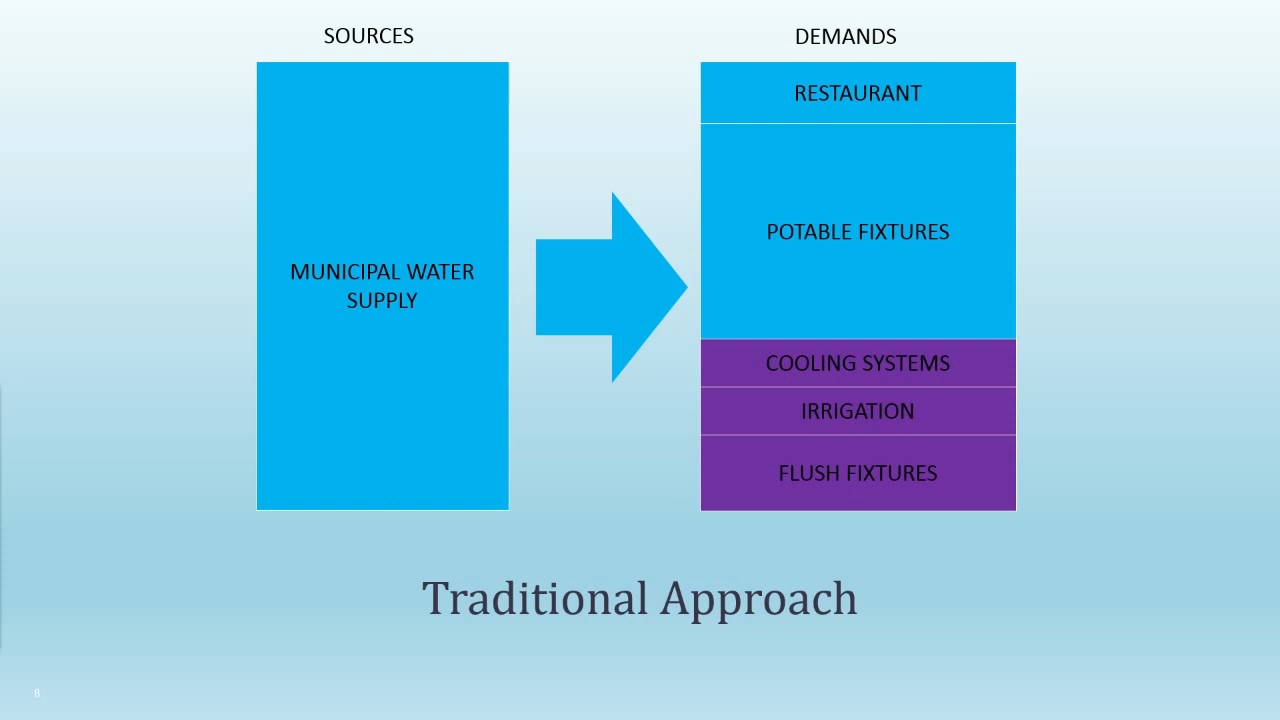 SOURCES
DEMANDS
MUNICIPAL WATER
SUPPLY
RESTAURANT
POTABLE FIXTURES
COOLING SYSTEMS
IRRIGATION
FLUSH FIXTURES
Traditional Approach
8